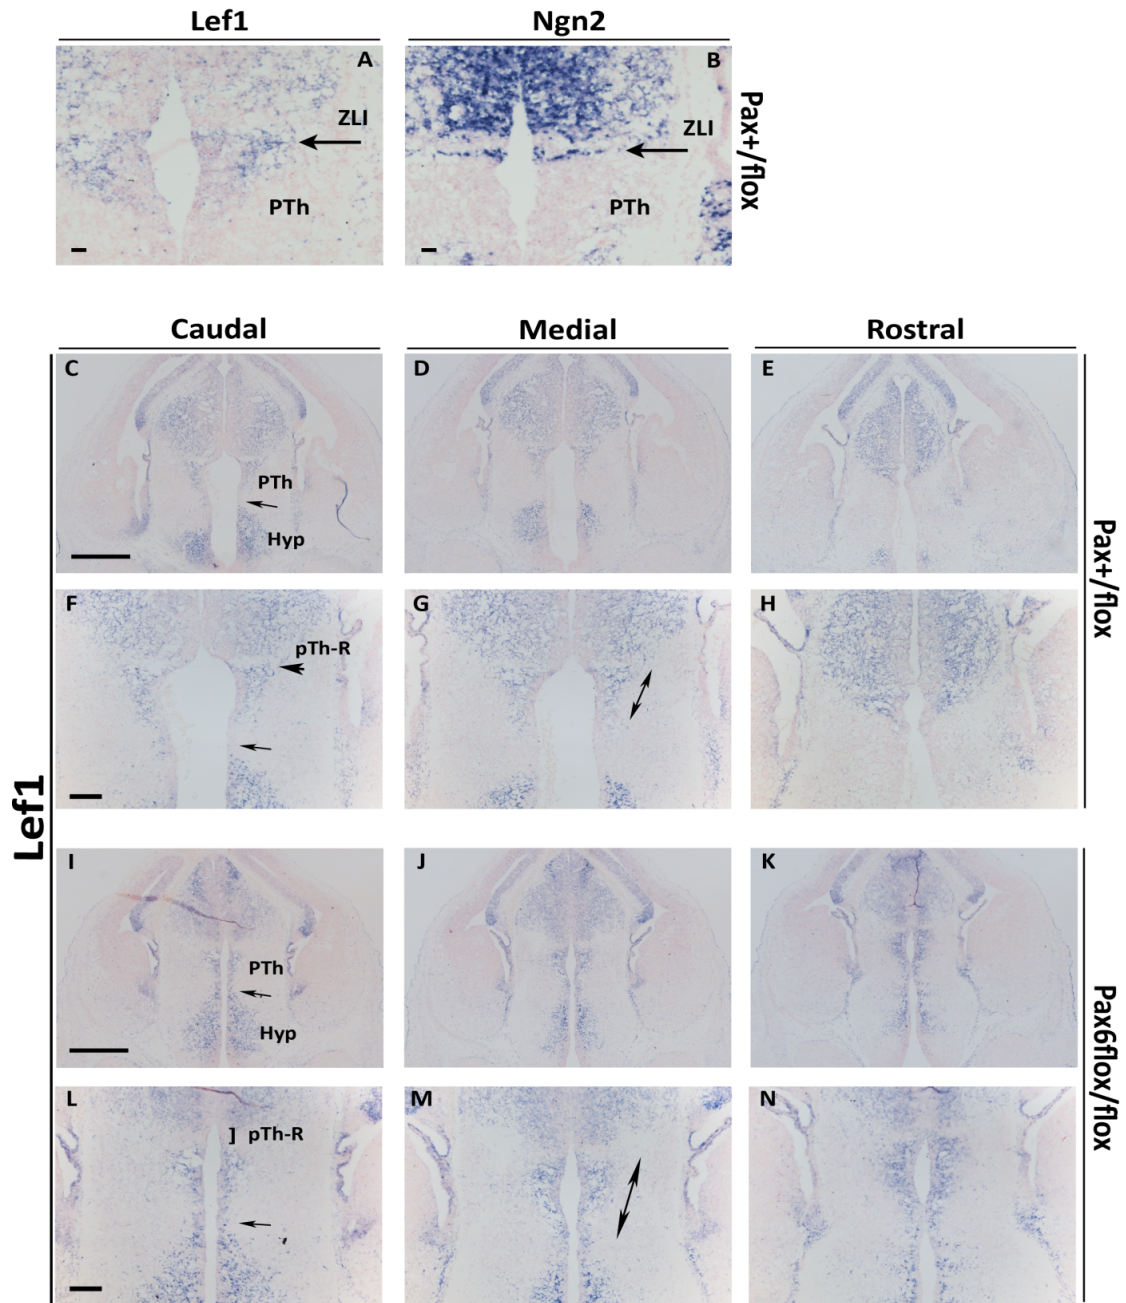 Lef1
Ngn2
A
ZLI
PTh
B
ZLI
PTh
Pax+/flox
Caudal
Medial
Rostral
C
PTh
Hyp
D
E
F
pTh-R
G
H
Pax+/flox
Lef1
I
PTh
Hyp
J
K
L
] pTh-R
M
N
Pax6flox/flox